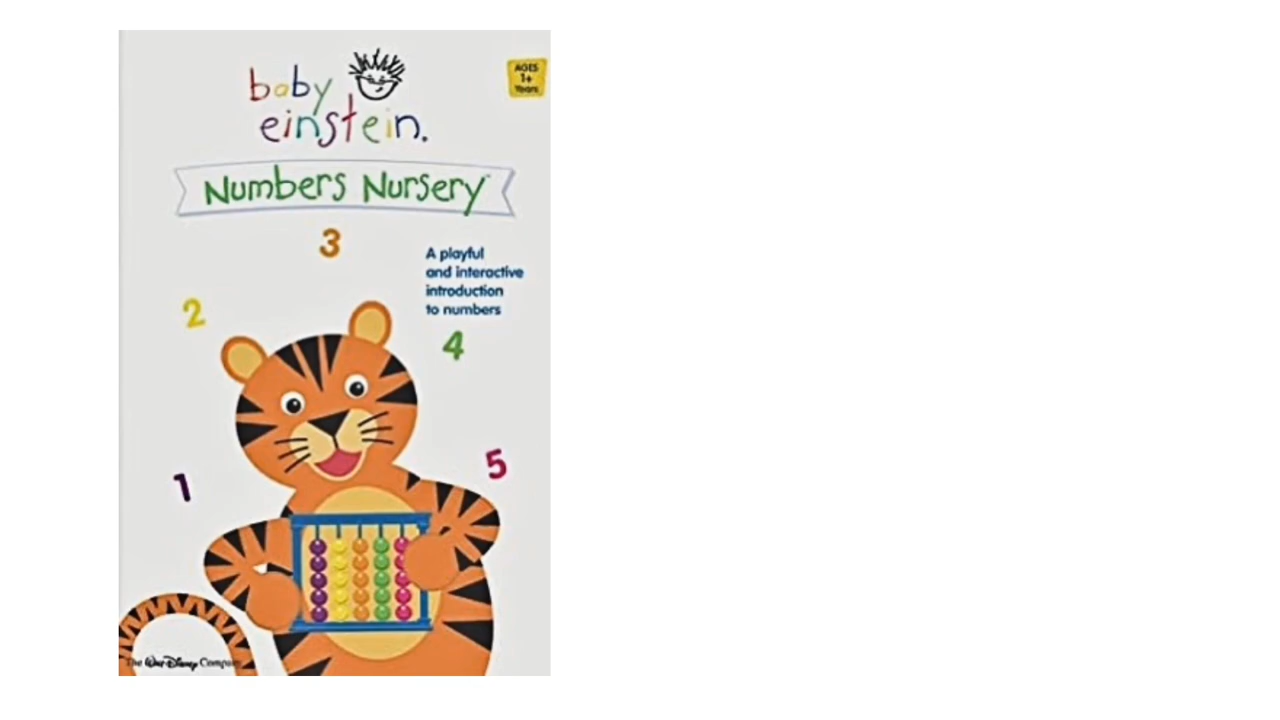 baby
einstein.
AGES
1+
Years
Numbers Nursery™
3
A playful
and interactive
introduction
to numbers
2
4
1
5
The Walt Disney Company